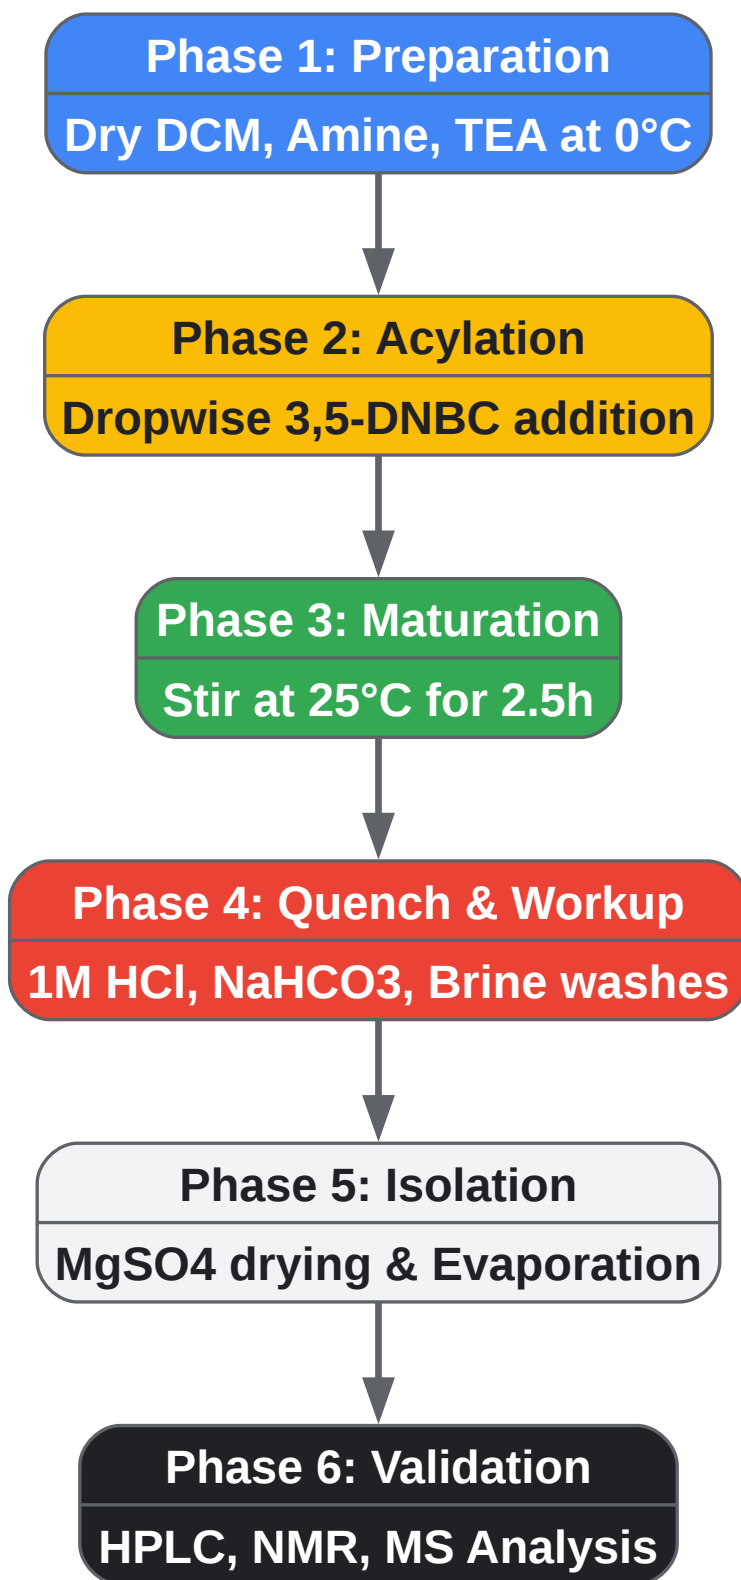 Phase 1: Preparation
Dry DCM, Amine, TEA at 0°C
Phase 2: Acylation
Dropwise 3,5-DNBC addition
Phase 3: Maturation
Stir at 25°C for 2.5h
Phase 4: Quench & Workup
1M HCl, NaHCO3, Brine washes
Phase 5: Isolation
MgSO4 drying & Evaporation
Phase 6: Validation
HPLC, NMR, MS Analysis